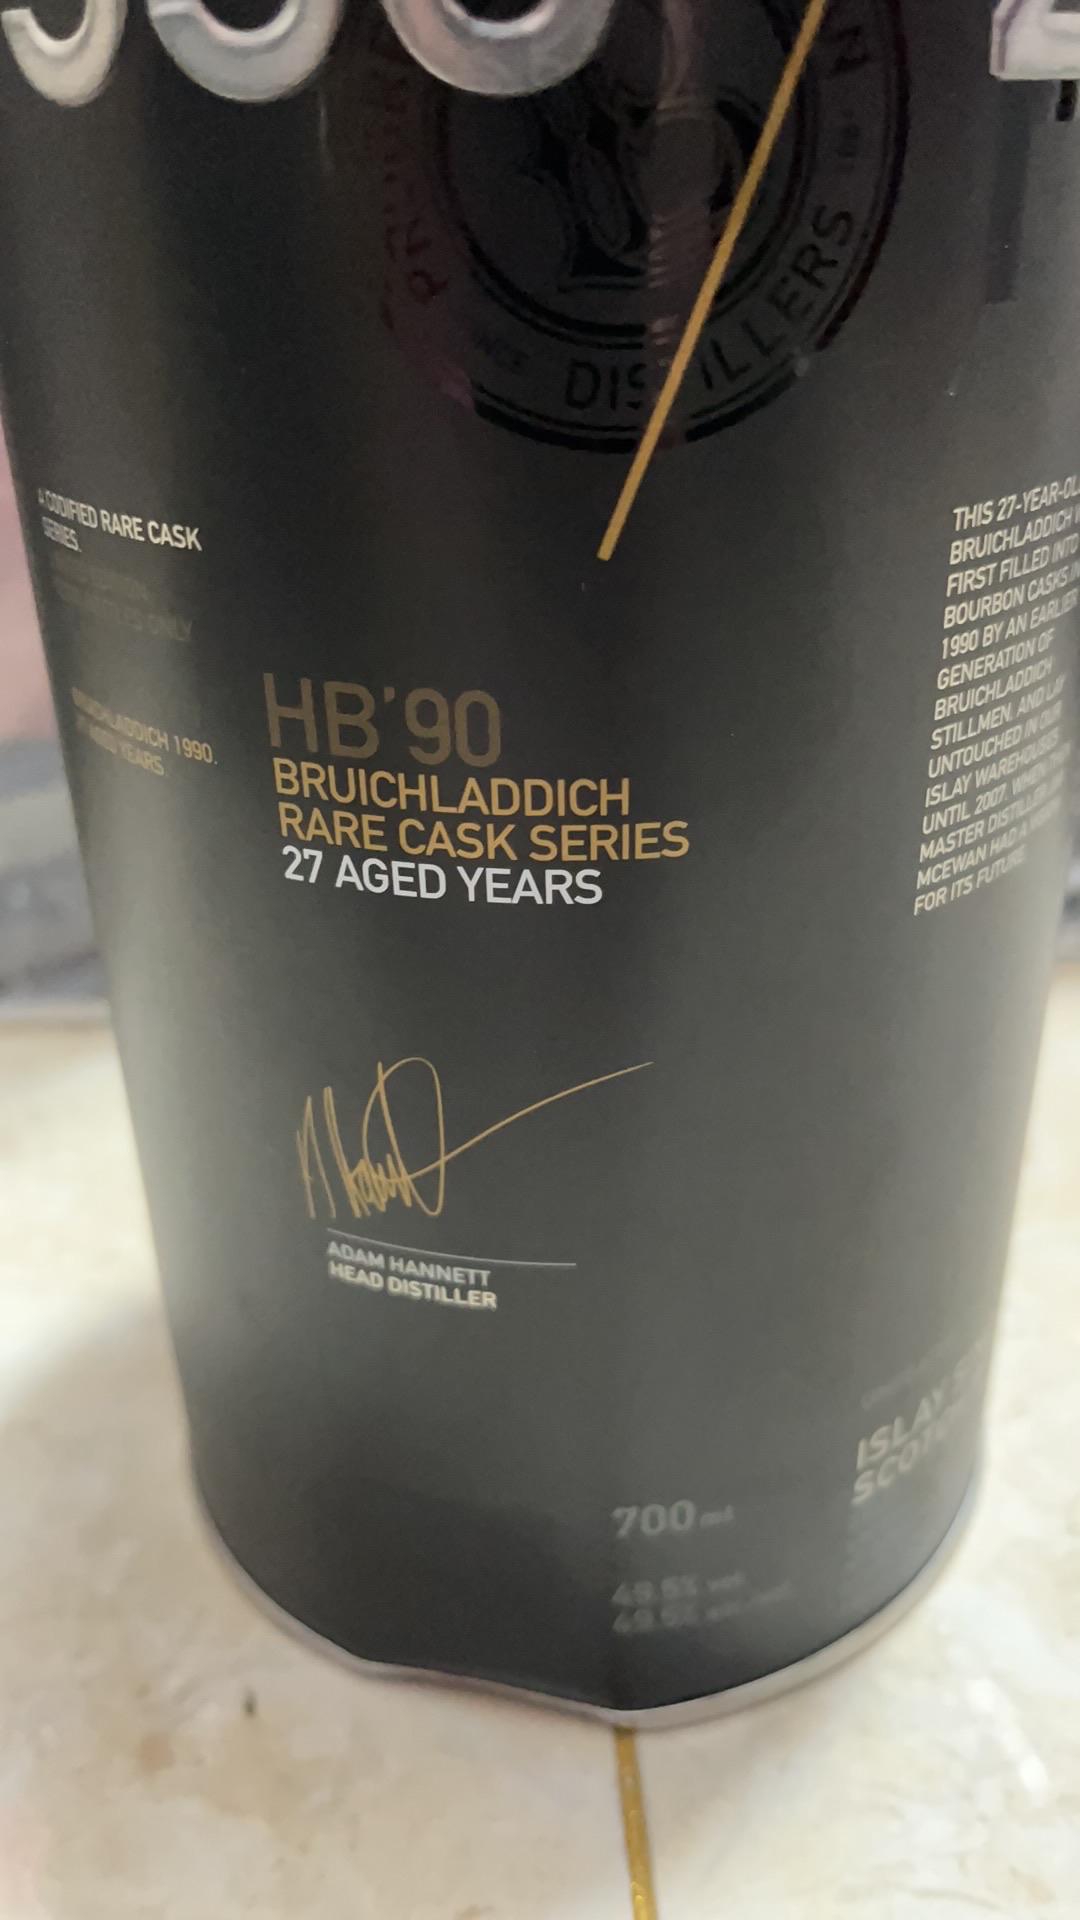 DISTILLERS
A CODIFIED RARE CASK
SERIES.
BRUICHLADDICH 1990.
27 AGED YEARS.
HB'90
BRUICHLADDICH
RARE CASK SERIES
27 AGED YEARS
ADAM HANNETT
HEAD DISTILLER
THIS 27-YEAR-OL
BRUICHLADDICH
FIRST FILLED INTO
BOURBON CASKS IN
1990 BY AN EARLIER
GENERATION OF
BRUICHLADDICH
STILLMEN. AND LAY
UNTOUCHED IN OUR
ISLAY WAREHOUSES
UNTIL 2007. WHEN
MASTER DISTILLER
MCEWAN HAD A
FOR ITS FUTURE.
ISLAY
SCOTCH
700 ml